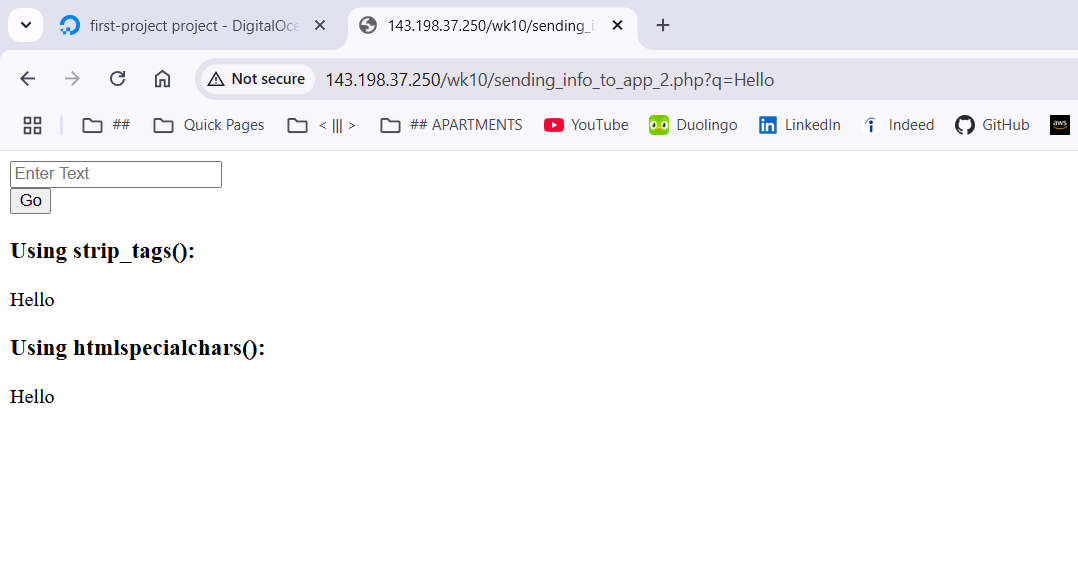 first-project project - DigitalOce
143.198.37.250/wk10/sending_i
Not secure
143.198.37.250/wk10/sending_info_to_app_2.php?q=Hello
## Quick Pages < ||| > ## APARTMENTS YouTube Duolingo LinkedIn Indeed GitHub aws
Enter Text
Go
Using strip_tags():
Hello
Using htmlspecialchars():
Hello